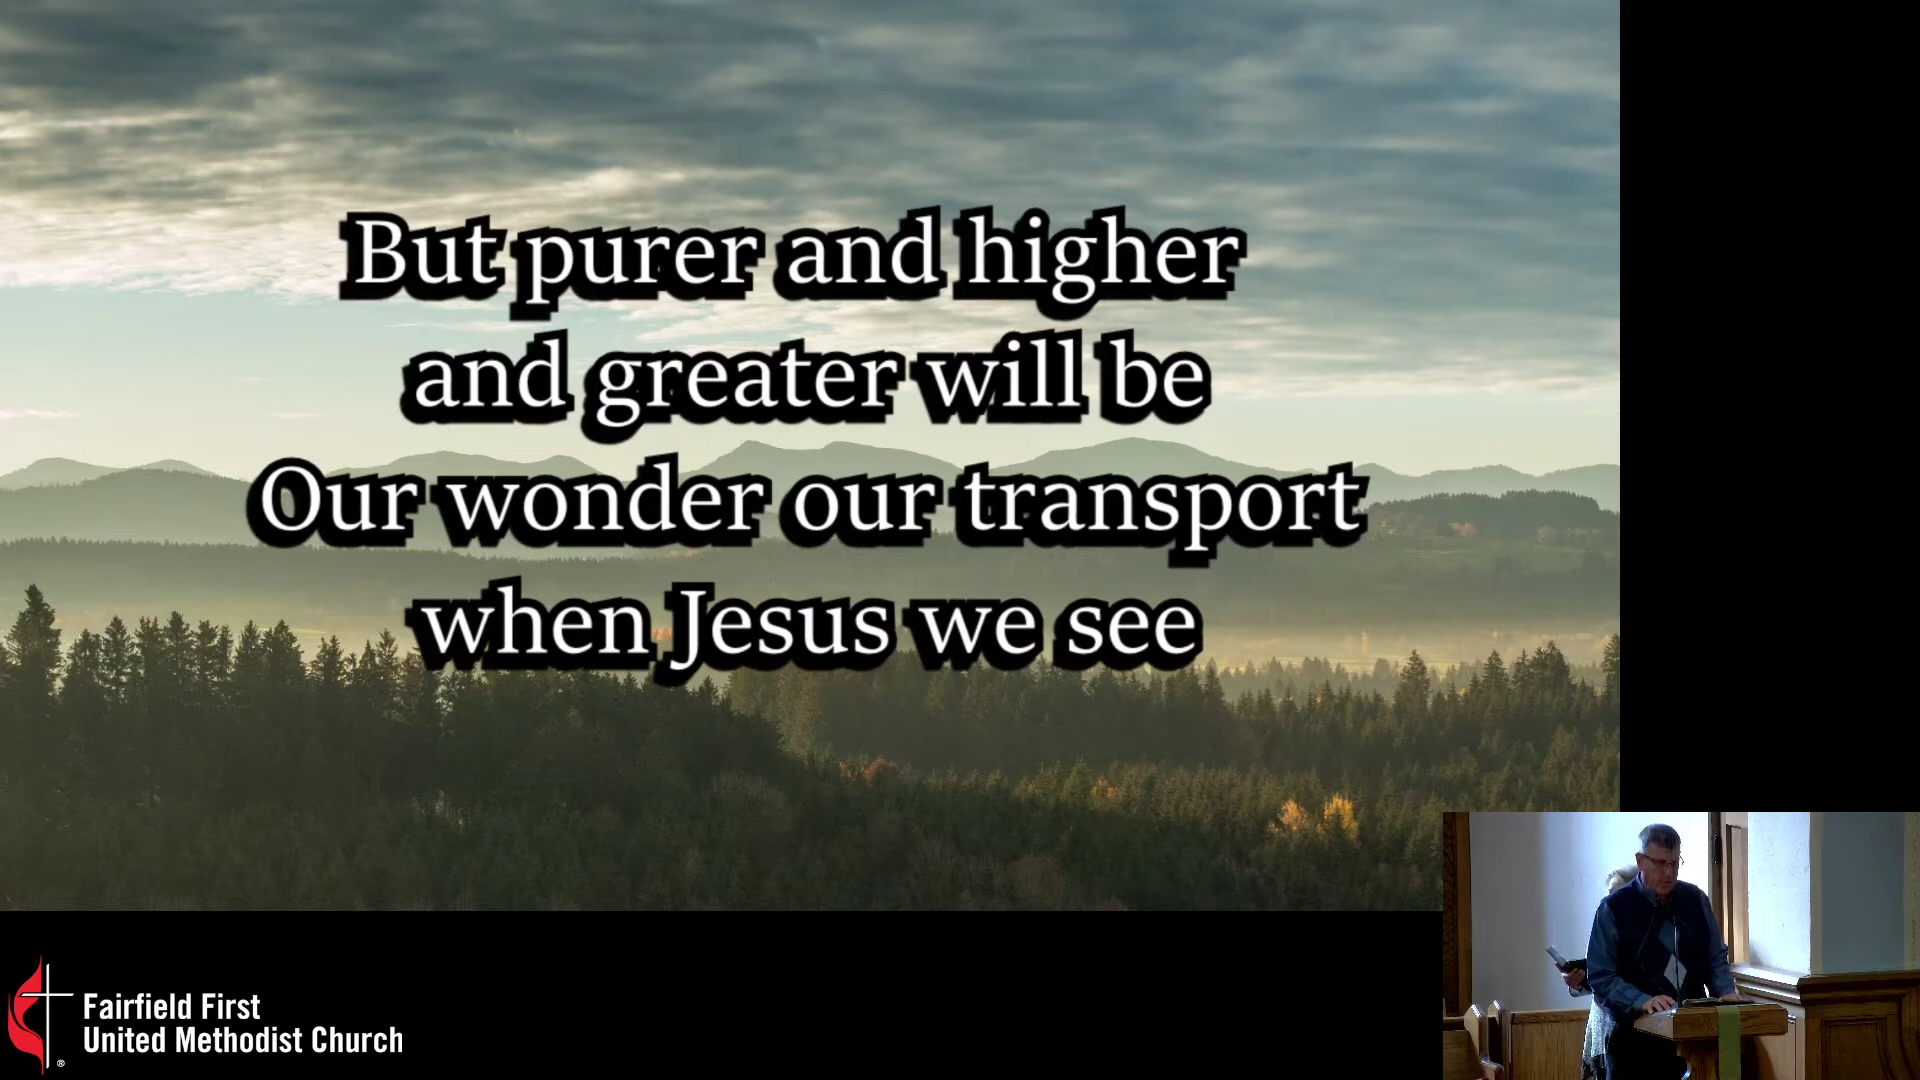 But purer and higher
and greater will be
Our wonder our transport
when Jesus we see
Fairfield First
United Methodist Church
®